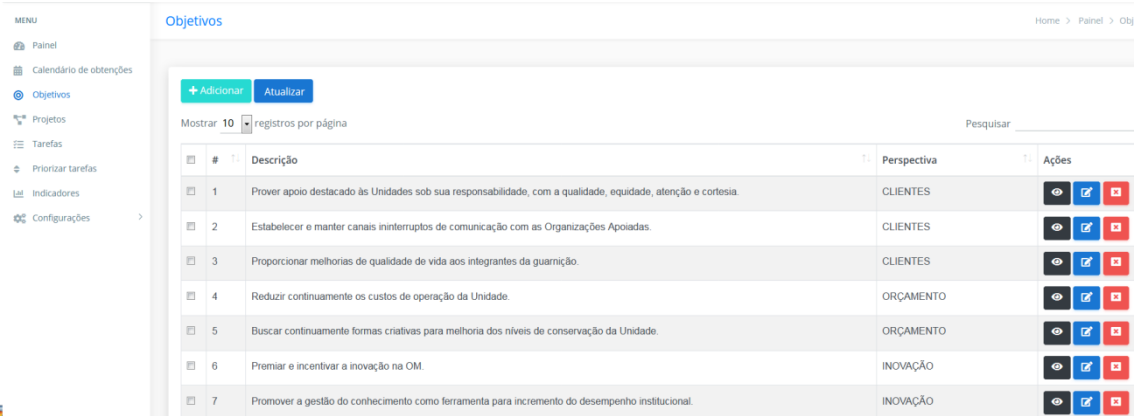 MENU
Painel
Calendário de obtenções
Objetivos
Projetos
Tarefas
Priorizar tarefas
Indicadores
Configurações
Objetivos
Home > Painel > Obj
+ Adicionar Atualizar
Mostrar 10 registros por página
Pesquisar
# Descrição Perspectiva Ações
1 Prover apoio destacado às Unidades sob sua responsabilidade, com a qualidade, equidade, atenção e cortesia. CLIENTES
2 Estabelecer e manter canais ininterruptos de comunicação com as Organizações Apoiadas. CLIENTES
3 Proporcionar melhorias de qualidade de vida aos integrantes da guarnição. CLIENTES
4 Reduzir continuamente os custos de operação da Unidade. ORÇAMENTO
5 Buscar continuamente formas criativas para melhoria dos níveis de conservação da Unidade. ORÇAMENTO
6 Premiar e incentivar a inovação na OM. INOVAÇÃO
7 Promover a gestão do conhecimento como ferramenta para incremento do desempenho institucional. INOVAÇÃO